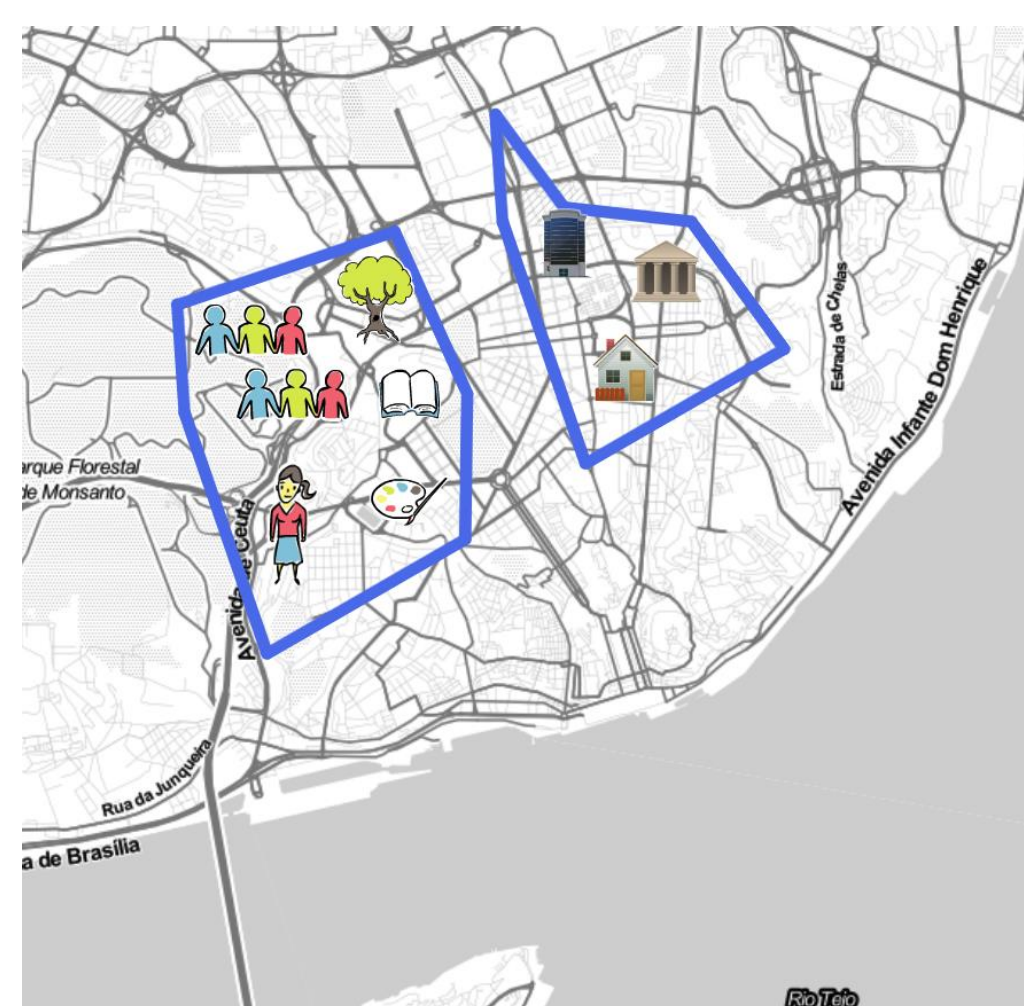 Estrada de Chelas
Avenida Infante Dom Henrique
arque Florestal
de Monsanto
Avenida de Ceuta
Rua da Junqueira
a de Brasília
Rio Tejo